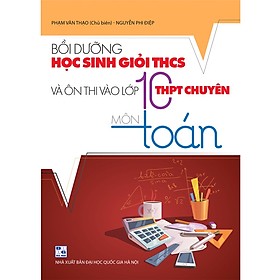 PHẠM VĂN THẠO (Chủ biên) - NGUYỄN PHI ĐIỆP
BỒI DƯỠNG
HỌC SINH GIỎI THCS
VÀ ÔN THI VÀO LỚP 10 THPT CHUYÊN
MÔN toán
NHÀ XUẤT BẢN ĐẠI HỌC QUỐC GIA HÀ NỘI